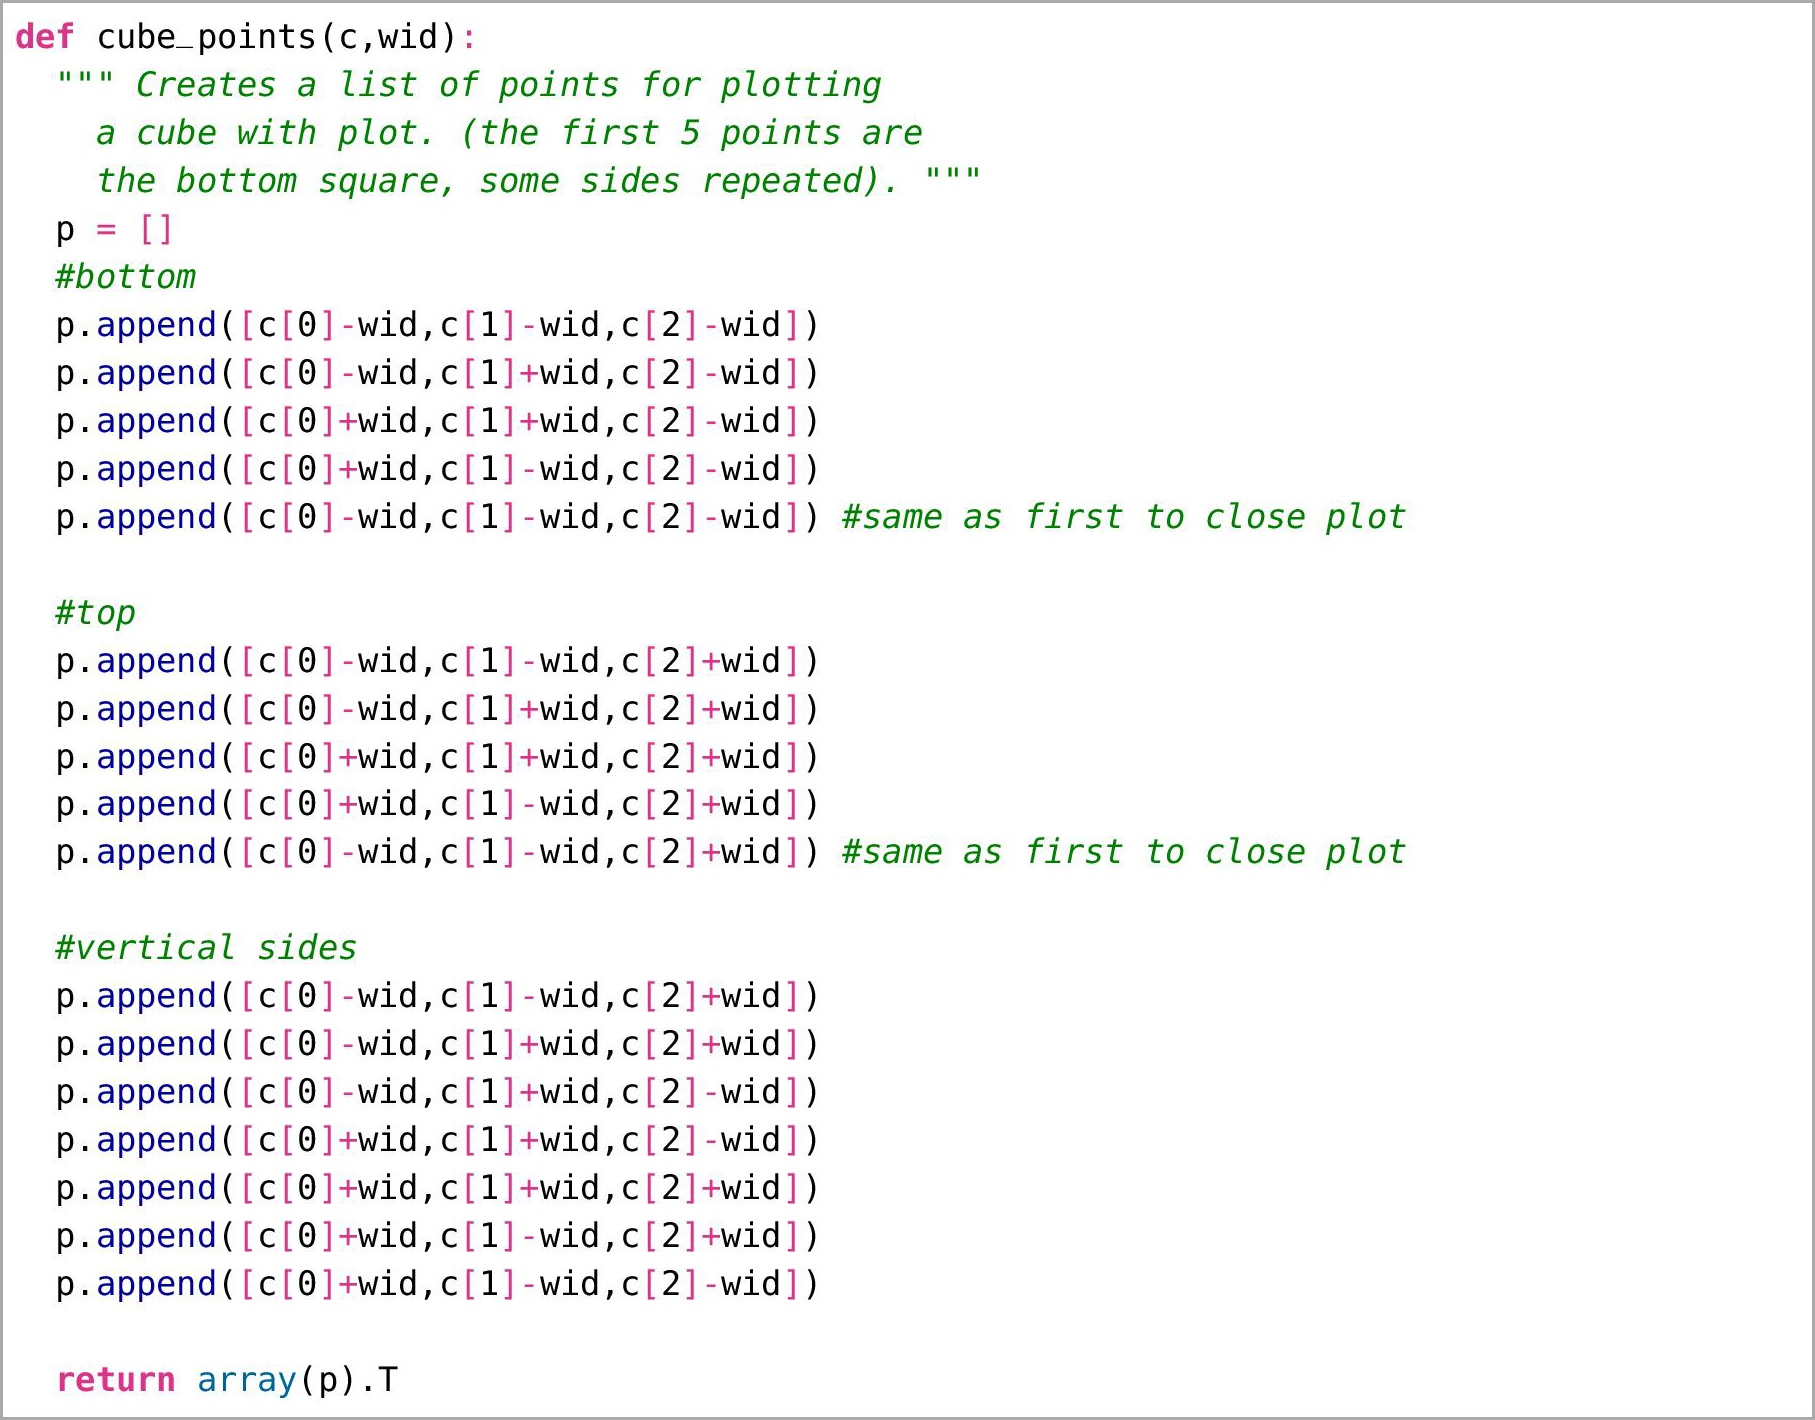 def cube_points(c,wid):
  """ Creates a list of points for plotting
    a cube with plot. (the first 5 points are
    the bottom square, some sides repeated). """
  p = []
  #bottom
  p.append([c[0]-wid,c[1]-wid,c[2]-wid])
  p.append([c[0]-wid,c[1]+wid,c[2]-wid])
  p.append([c[0]+wid,c[1]+wid,c[2]-wid])
  p.append([c[0]+wid,c[1]-wid,c[2]-wid])
  p.append([c[0]-wid,c[1]-wid,c[2]-wid]) #same as first to close plot

  #top
  p.append([c[0]-wid,c[1]-wid,c[2]+wid])
  p.append([c[0]-wid,c[1]+wid,c[2]+wid])
  p.append([c[0]+wid,c[1]+wid,c[2]+wid])
  p.append([c[0]+wid,c[1]-wid,c[2]+wid])
  p.append([c[0]-wid,c[1]-wid,c[2]+wid]) #same as first to close plot

  #vertical sides
  p.append([c[0]-wid,c[1]-wid,c[2]+wid])
  p.append([c[0]-wid,c[1]+wid,c[2]+wid])
  p.append([c[0]-wid,c[1]+wid,c[2]-wid])
  p.append([c[0]+wid,c[1]+wid,c[2]-wid])
  p.append([c[0]+wid,c[1]+wid,c[2]+wid])
  p.append([c[0]+wid,c[1]-wid,c[2]+wid])
  p.append([c[0]+wid,c[1]-wid,c[2]-wid])

  return array(p).T